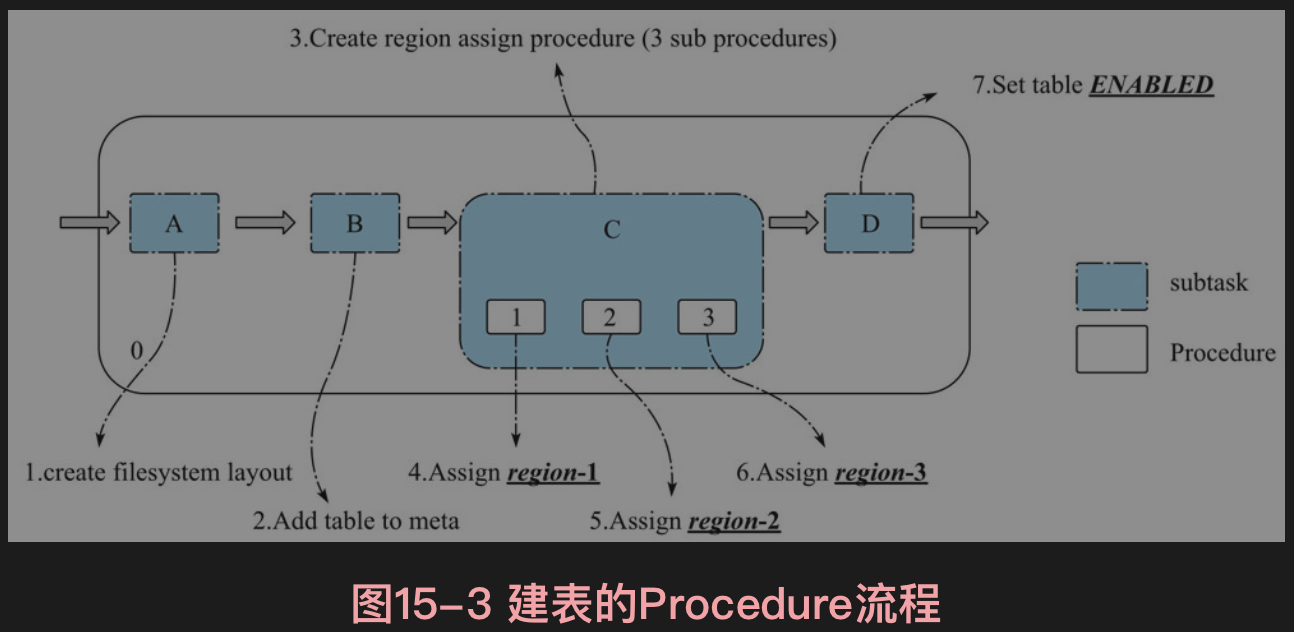 3.Create region assign procedure (3 sub procedures)
7.Set table ENABLED
A
B
C
D
1
2
3
0
subtask
Procedure
1.create filesystem layout
4.Assign region-1
6.Assign region-3
2.Add table to meta
5.Assign region-2
图15-3 建表的Procedure流程